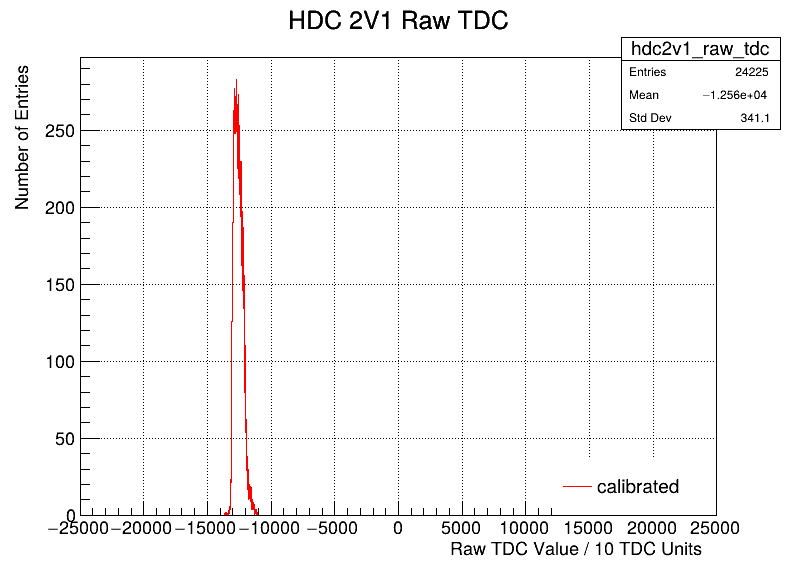 HDC 2V1 Raw TDC
hdc2v1_raw_tdc
Entries 24225
Mean −1.256e+04
Std Dev 341.1
Number of Entries
250
200
150
100
50
0
−25000 −20000 −15000 −10000 −5000 0 5000 10000 15000 20000 25000
calibrated
Raw TDC Value / 10 TDC Units